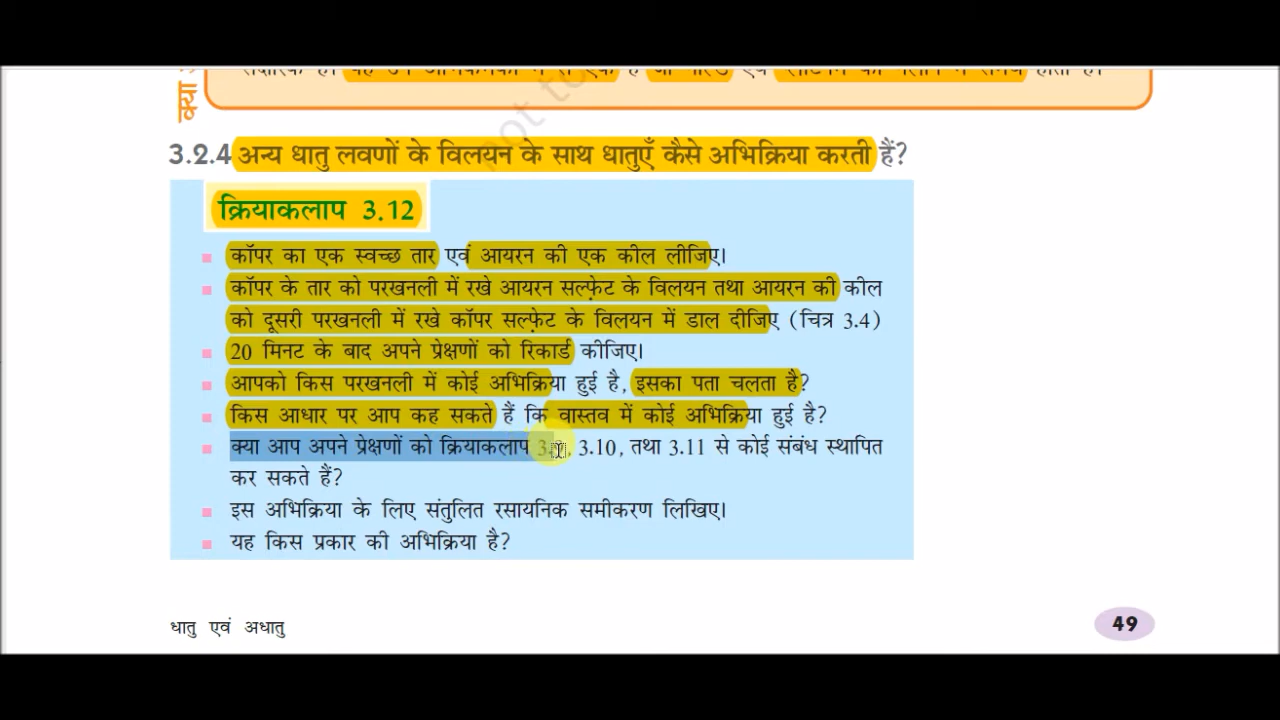 क्या
3.2.4 अन्य धातु लवणों के विलयन के साथ धातुएँ कैसे अभिक्रिया करती हैं?
क्रियाकलाप 3.12
कॉपर का एक स्वच्छ तार एवं आयरन की एक कील लीजिए।
कॉपर के तार को परखनली में रखे आयरन सल्फ़ेट के विलयन तथा आयरन की कील
को दूसरी परखनली में रखे कॉपर सल्फ़ेट के विलयन में डाल दीजिए (चित्र 3.4)
20 मिनट के बाद अपने प्रेक्षणों को रिकार्ड कीजिए।
आपको किस परखनली में कोई अभिक्रिया हुई है, इसका पता चलता है?
किस आधार पर आप कह सकते हैं कि वास्तव में कोई अभिक्रिया हुई है?
क्या आप अपने प्रेक्षणों को क्रियाकलाप 3.10, तथा 3.11 से कोई संबंध स्थापित
कर सकते हैं?
इस अभिक्रिया के लिए संतुलित रसायनिक समीकरण लिखिए।
यह किस प्रकार की अभिक्रिया है?
धातु एवं अधातु
49
not to